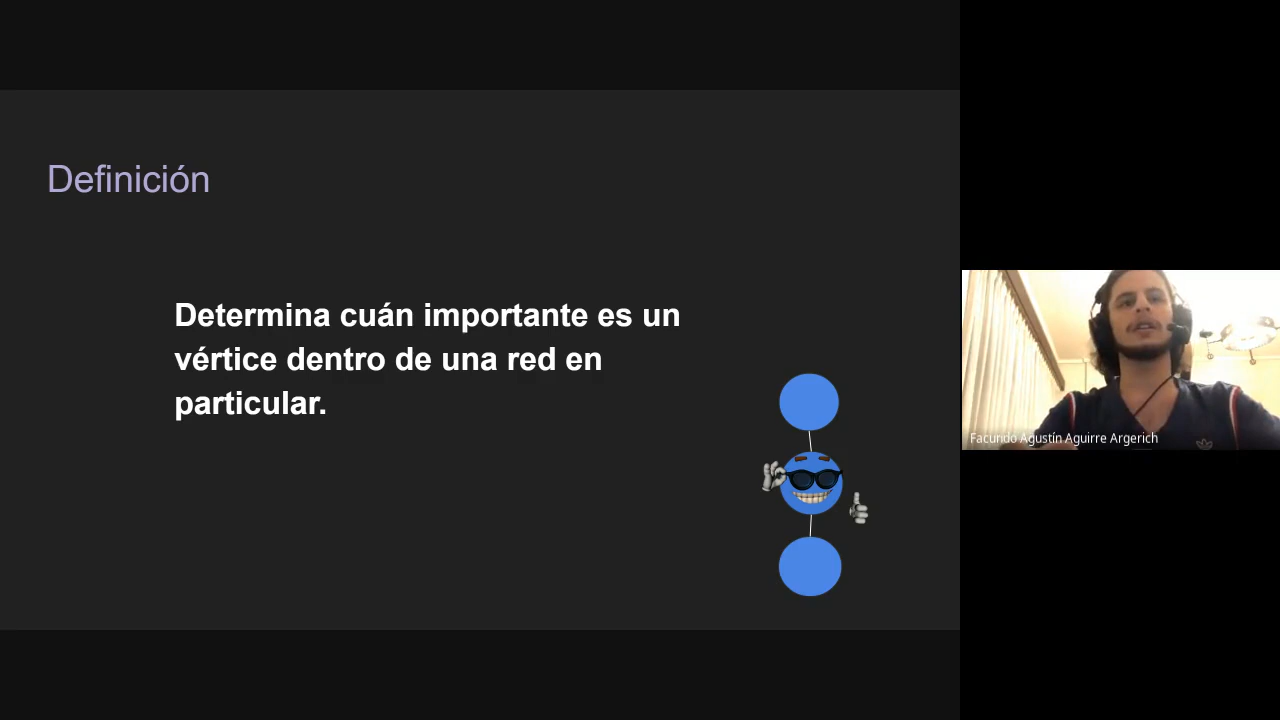 Definición
Determina cuán importante es un
vértice dentro de una red en
particular.
Facundo Agustín Aguirre Argerich